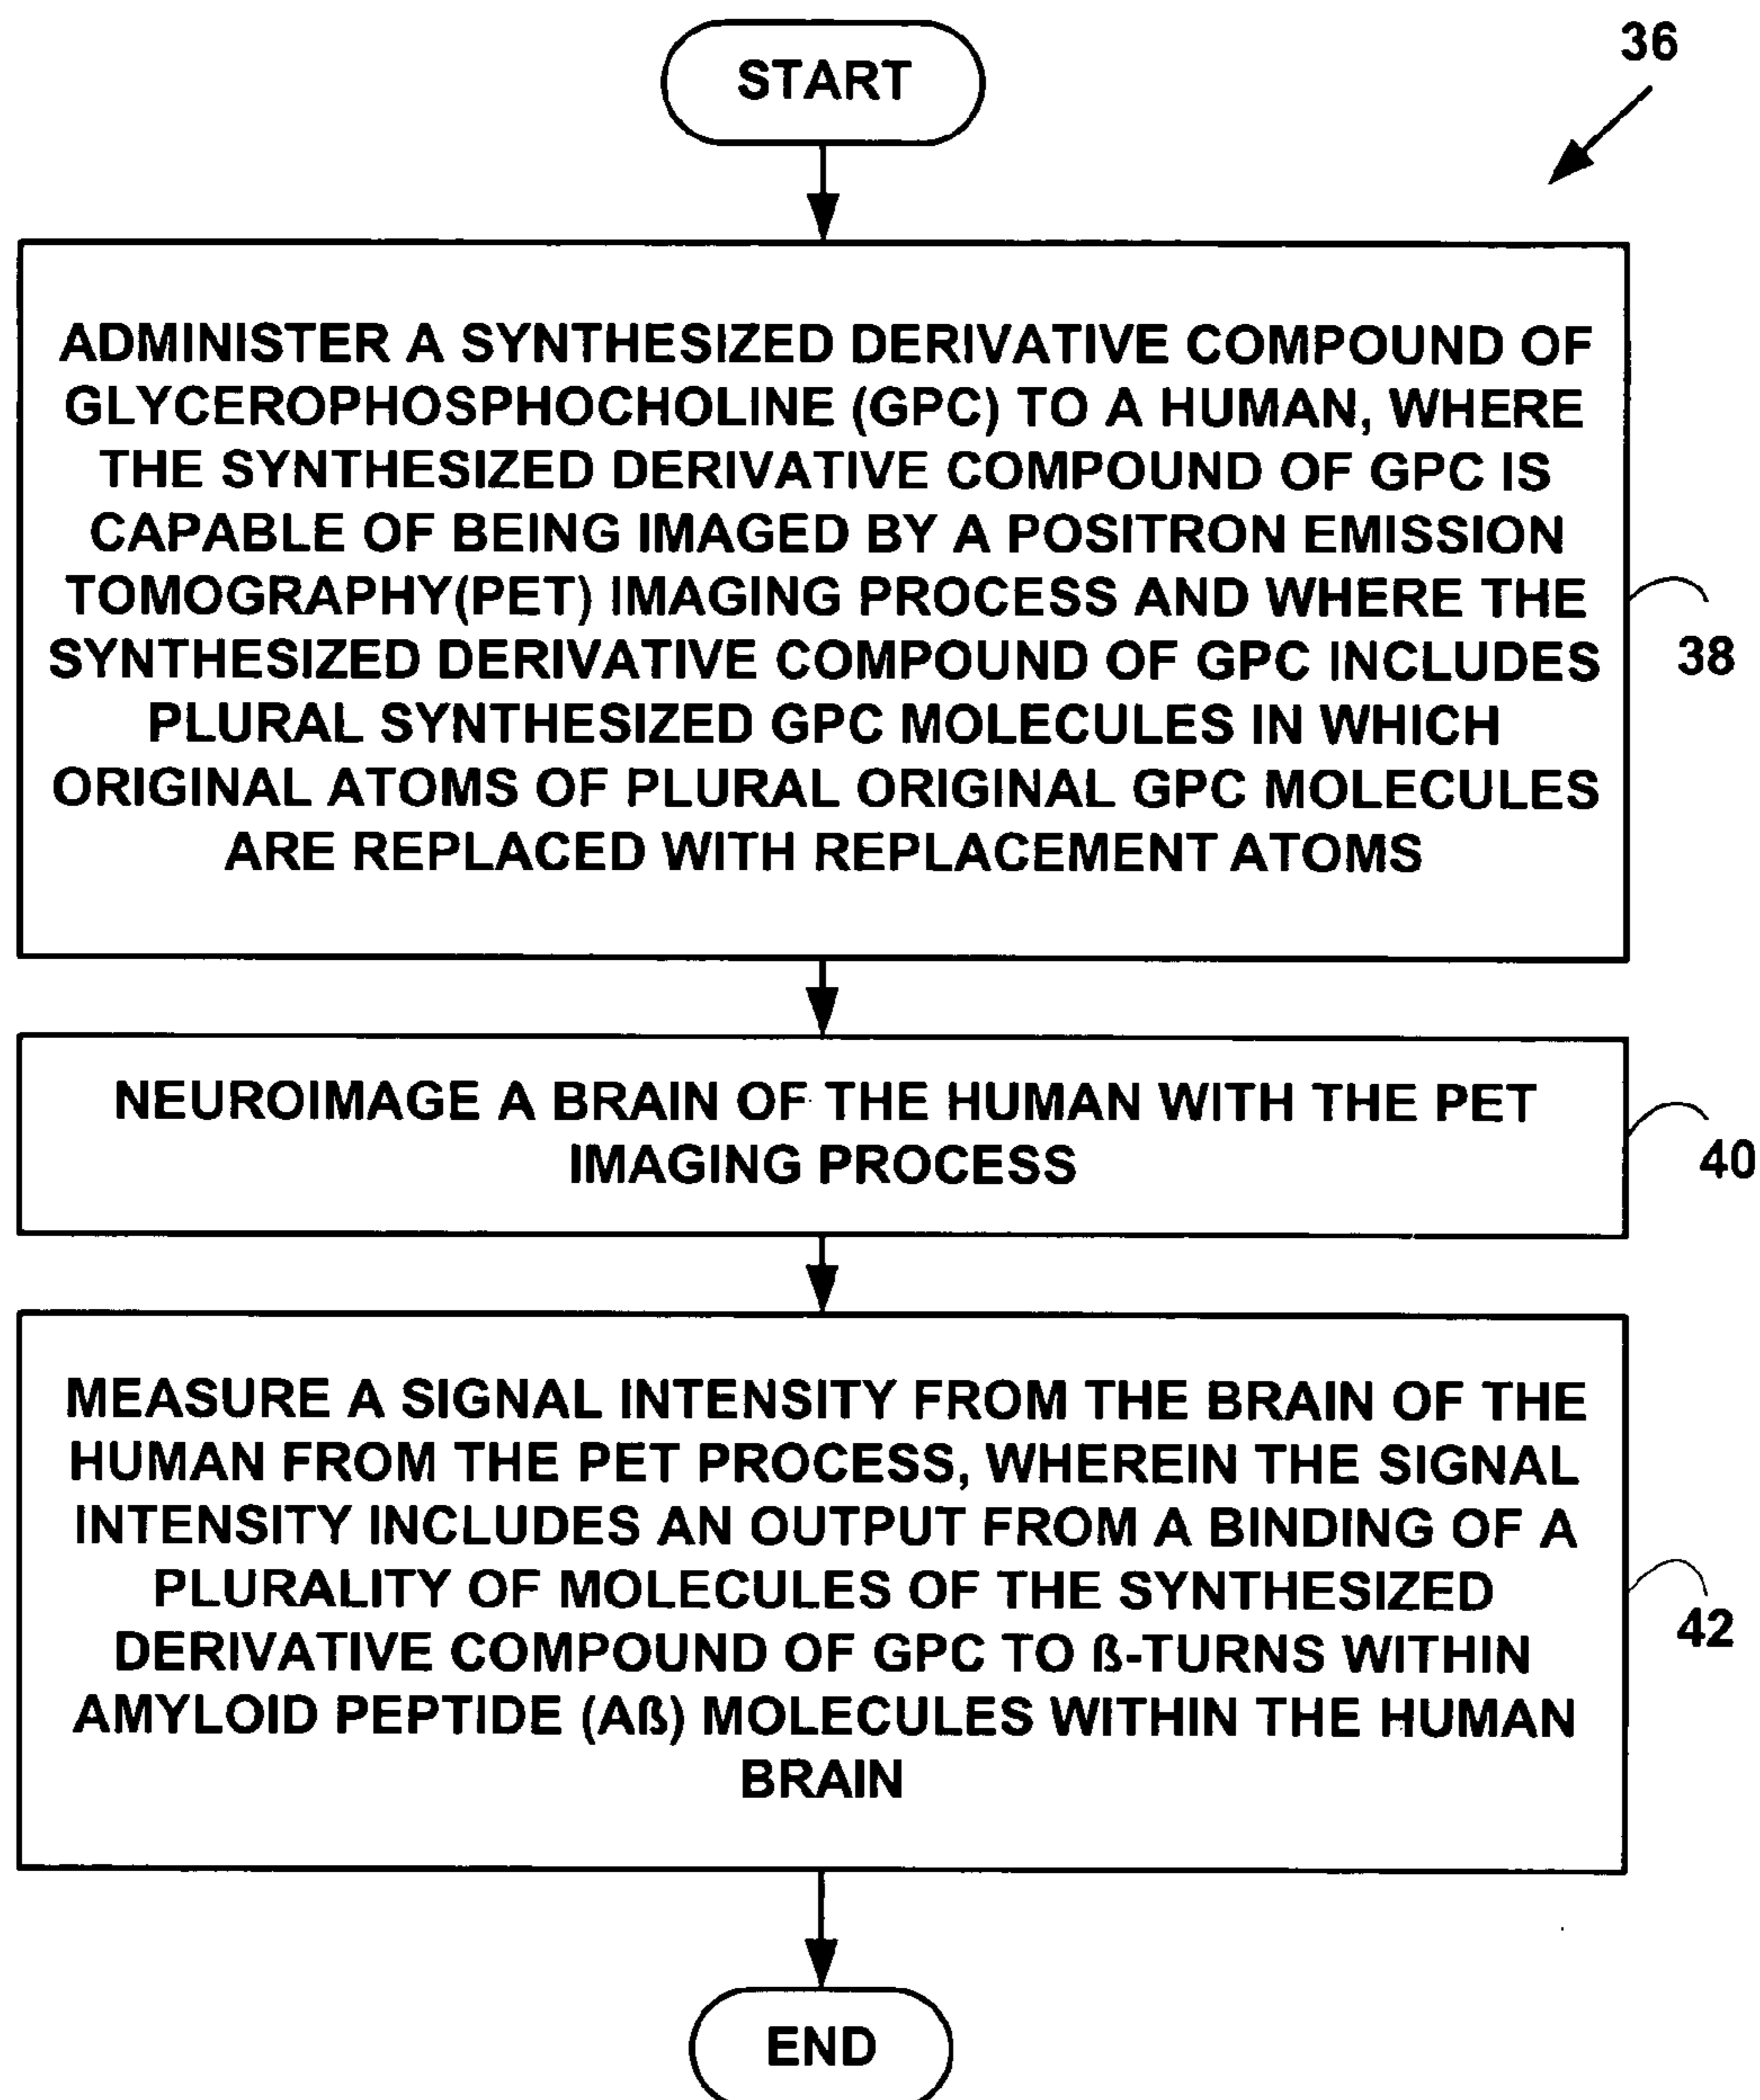 START
36
ADMINISTER A SYNTHESIZED DERIVATIVE COMPOUND OF
GLYCEROPHOSPHOCHOLINE (GPC) TO A HUMAN, WHERE
THE SYNTHESIZED DERIVATIVE COMPOUND OF GPC IS
CAPABLE OF BEING IMAGED BY A POSITRON EMISSION
TOMOGRAPHY(PET) IMAGING PROCESS AND WHERE THE
SYNTHESIZED DERIVATIVE COMPOUND OF GPC INCLUDES
PLURAL SYNTHESIZED GPC MOLECULES IN WHICH
ORIGINAL ATOMS OF PLURAL ORIGINAL GPC MOLECULES
ARE REPLACED WITH REPLACEMENT ATOMS
38
NEUROIMAGE A BRAIN OF THE HUMAN WITH THE PET
IMAGING PROCESS
40
MEASURE A SIGNAL INTENSITY FROM THE BRAIN OF THE
HUMAN FROM THE PET PROCESS, WHEREIN THE SIGNAL
INTENSITY INCLUDES AN OUTPUT FROM A BINDING OF A
PLURALITY OF MOLECULES OF THE SYNTHESIZED
DERIVATIVE COMPOUND OF GPC TO ß-TURNS WITHIN
AMYLOID PEPTIDE (Aß) MOLECULES WITHIN THE HUMAN
BRAIN
42
END